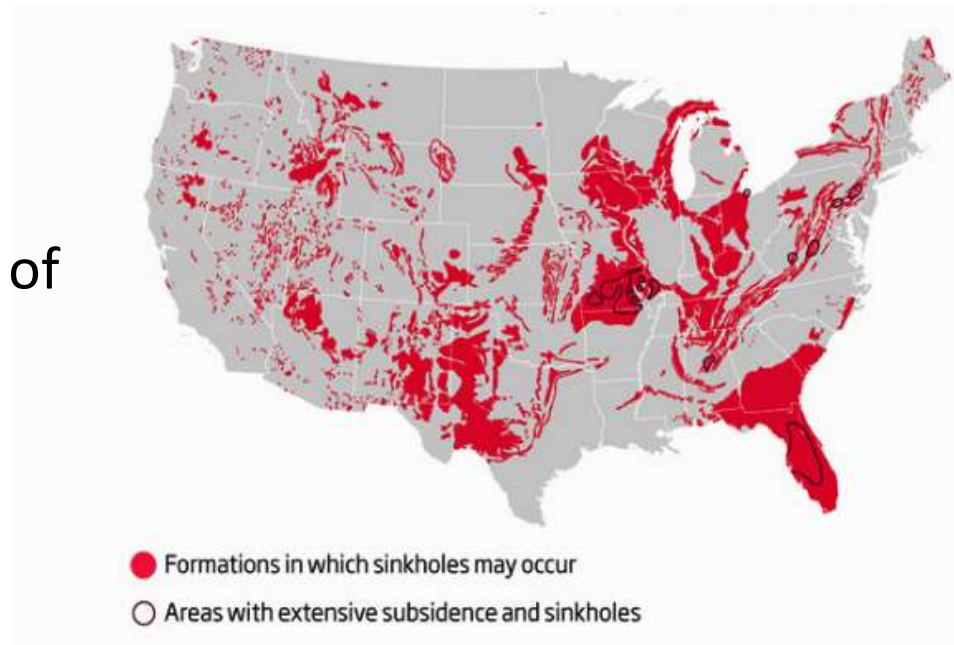 of
Formations in which sinkholes may occur
Areas with extensive subsidence and sinkholes